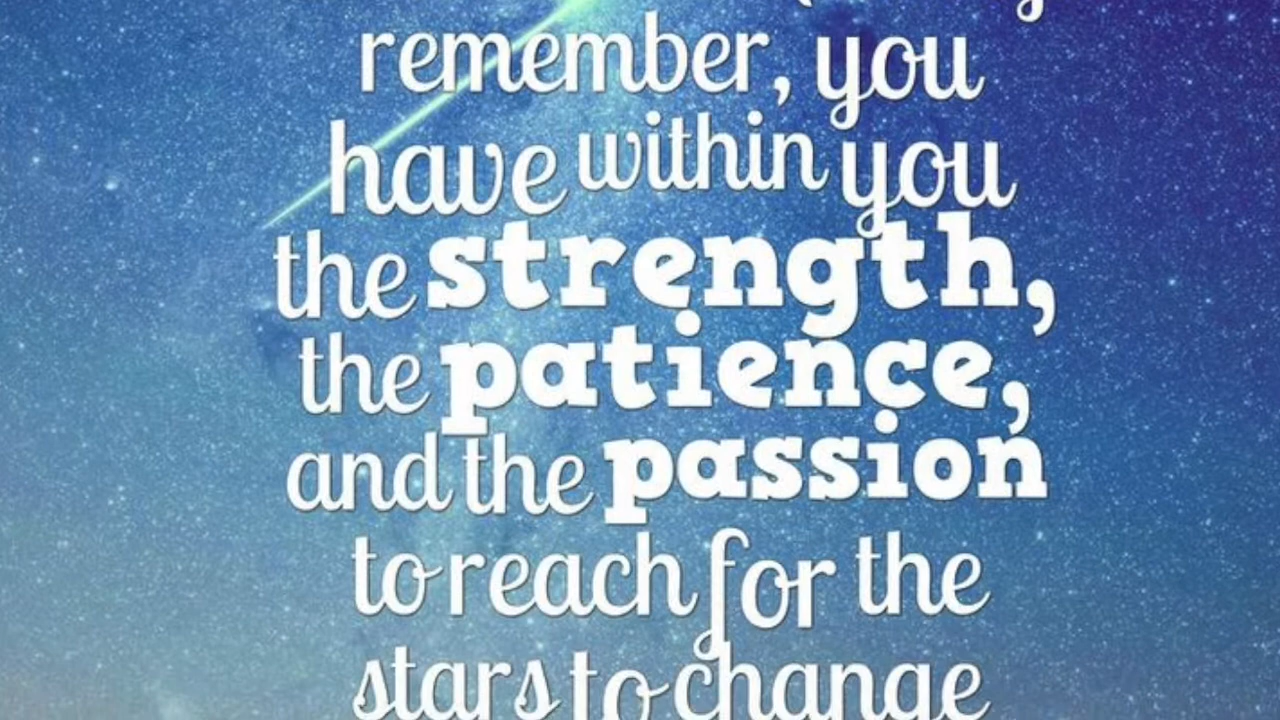 remember, you
have within you
the strength,
the patience,
and the passion
to reach for the
stars to change